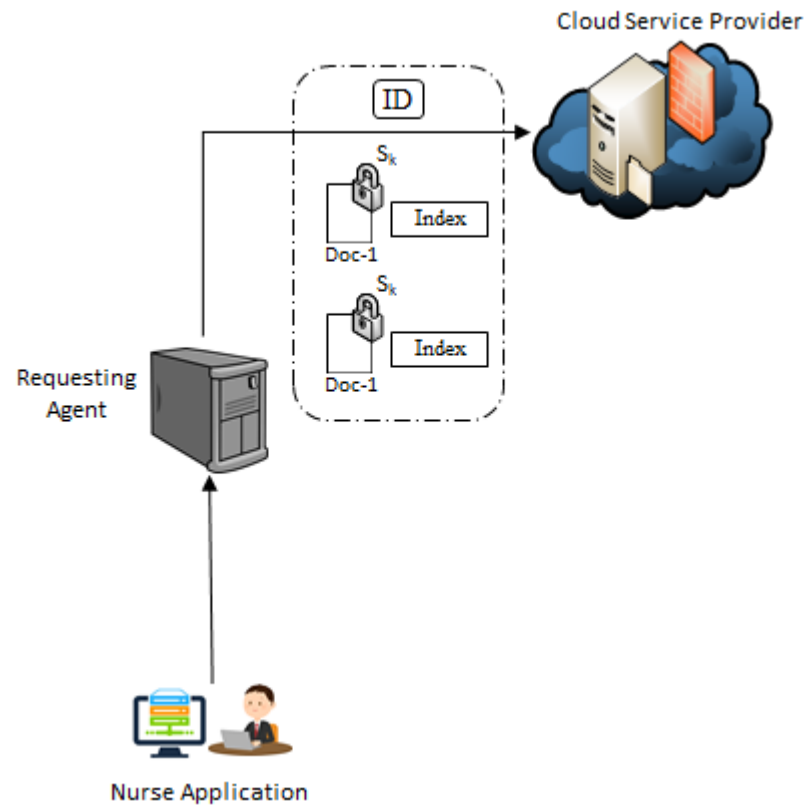 Cloud Service Provider
ID
Sk
Index
Doc-1
Sk
Index
Doc-1
Requesting
Agent
Nurse Application